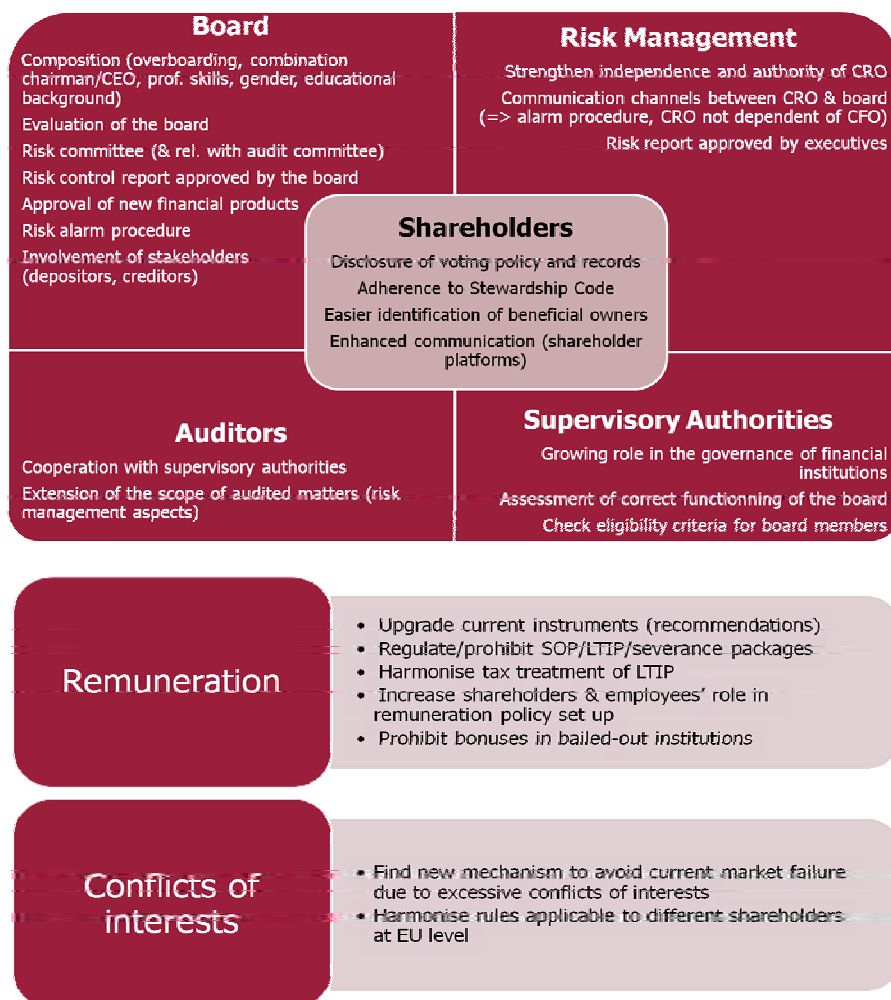 Board
Composition (overboarding, combination
chairman/CEO, prof. skills, gender, educational
background)
Evaluation of the board
Risk committee (& rel. with audit committee)
Risk control report approved by the board
Approval of new financial products
Risk alarm procedure
Involvement of stakeholders
(depositors, creditors)
Risk Management
Strengthen independence and authority of CRO
Communication channels between CRO & board
(=> alarm procedure, CRO not dependent of CFO)
Risk report approved by executives
Shareholders
Disclosure of voting policy and records
Adherence to Stewardship Code
Easier identification of beneficial owners
Enhanced communication (shareholder
platforms)
Auditors
Cooperation with supervisory authorities
Extension of the scope of audited matters (risk
management aspects)
Supervisory Authorities
Growing role in the governance of financial
institutions
Assessment of correct functionning of the board
Check eligibility criteria for board members
Remuneration
• Upgrade current instruments (recommendations)
• Regulate/prohibit SOP/LTIP/severance packages
• Harmonise tax treatment of LTIP
• Increase shareholders & employees' role in
remuneration policy set up
• Prohibit bonuses in bailed-out institutions
Conflicts of
interests
• Find new mechanism to avoid current market failure
due to excessive conflicts of interests
• Harmonise rules applicable to different shareholders
at EU level